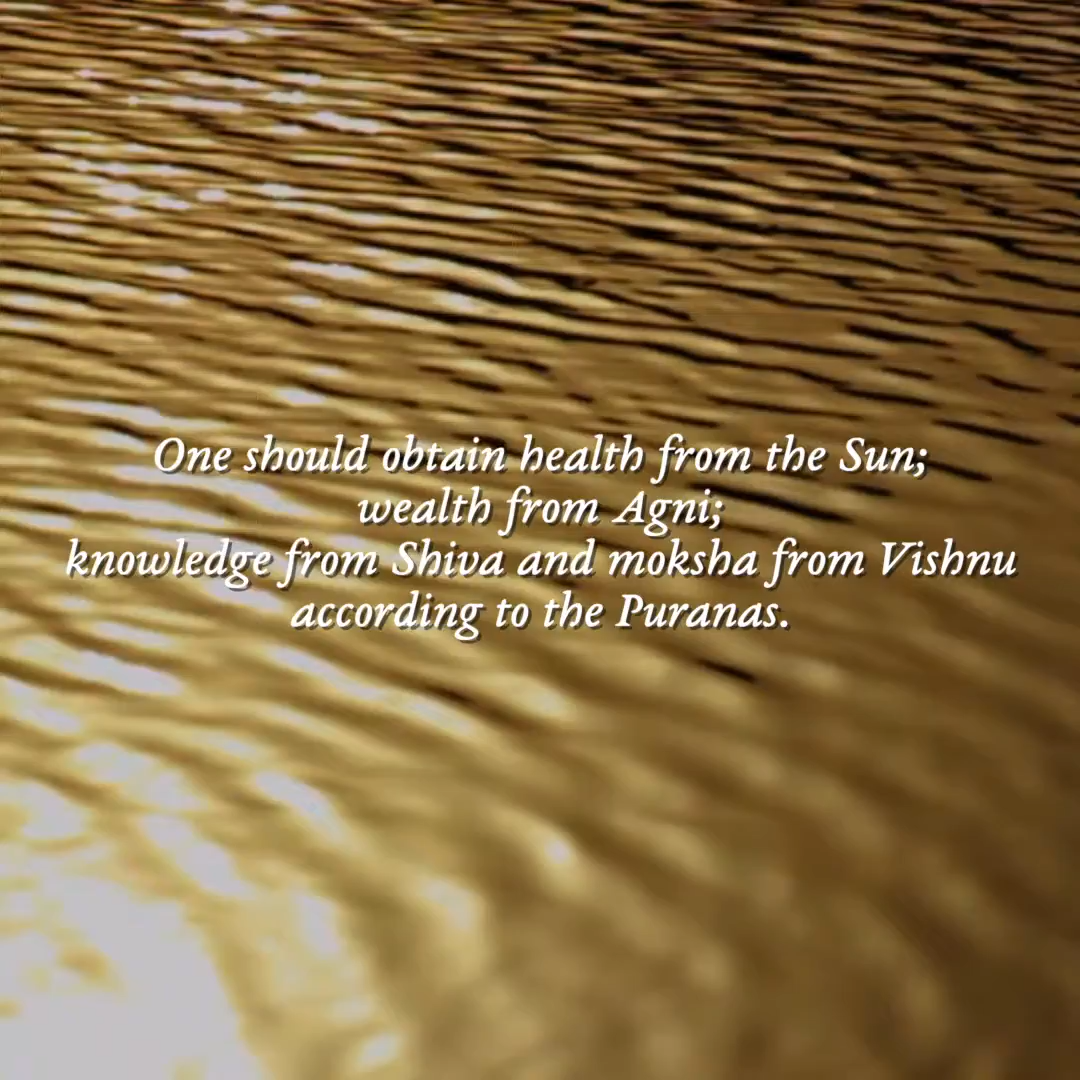 One should obtain health from the Sun;
wealth from Agni;
knowledge from Shiva and moksha from Vishnu
according to the Puranas.